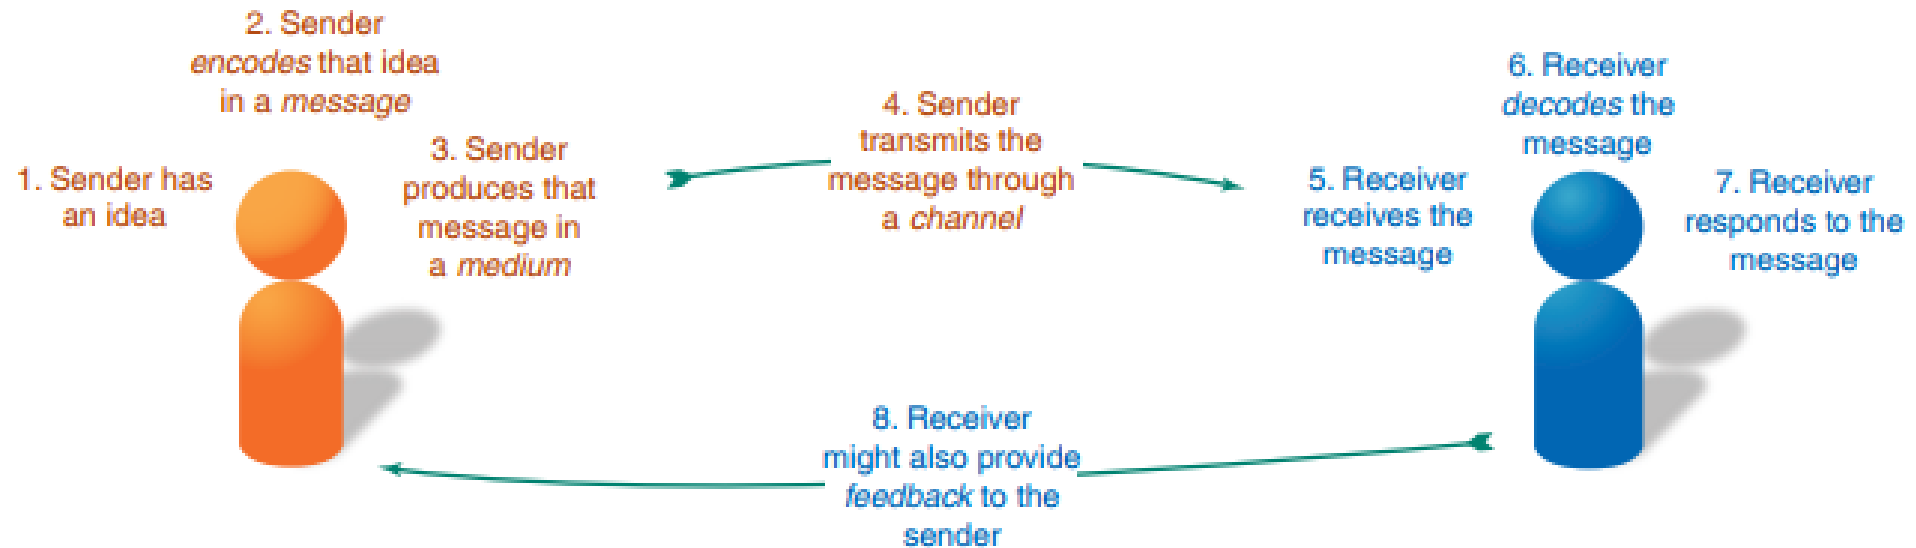 1. Sender has
an idea
2. Sender
encodes that idea
in a message
3. Sender
produces that
message in
a medium
4. Sender
transmits the
message through
a channel
5. Receiver
receives the
message
6. Receiver
decodes the
message
7. Receiver
responds to the
message
8. Receiver
might also provide
feedback to the
sender